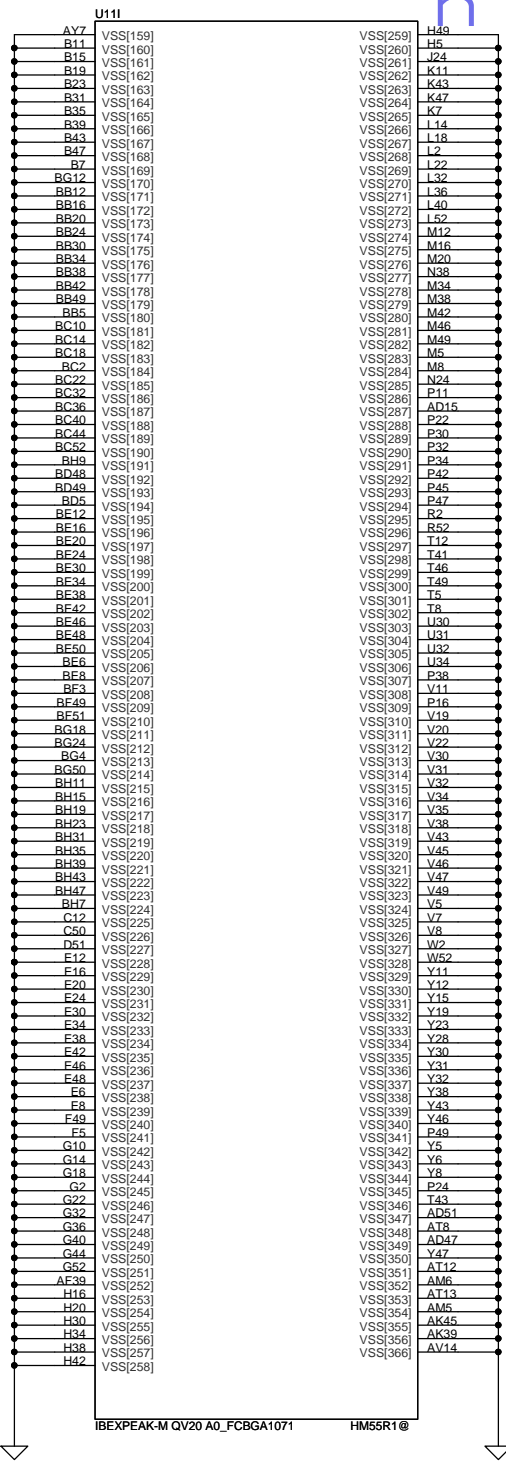 U11I
AY7 VSS[159] VSS[259] H49
B11 VSS[160] VSS[260] H5
B15 VSS[161] VSS[261] J24
B19 VSS[162] VSS[262] K11
B23 VSS[163] VSS[263] K43
B31 VSS[164] VSS[264] K47
B35 VSS[165] VSS[265] K7
B39 VSS[166] VSS[266] L14
B43 VSS[167] VSS[267] L18
B47 VSS[168] VSS[268] L2
B7 VSS[169] VSS[269] L22
BG12 VSS[170] VSS[270] L32
BB12 VSS[171] VSS[271] L36
BB16 VSS[172] VSS[272] L40
BB20 VSS[173] VSS[273] L52
BB24 VSS[174] VSS[274] M12
BB30 VSS[175] VSS[275] M16
BB34 VSS[176] VSS[276] M20
BB38 VSS[177] VSS[277] N38
BB42 VSS[178] VSS[278] M34
BB49 VSS[179] VSS[279] M38
BB5 VSS[180] VSS[280] M42
BC10 VSS[181] VSS[281] M46
BC14 VSS[182] VSS[282] M49
BC18 VSS[183] VSS[283] M5
BC2 VSS[184] VSS[284] M8
BC22 VSS[185] VSS[285] N24
BC32 VSS[186] VSS[286] P11
BC36 VSS[187] VSS[287] AD15
BC40 VSS[188] VSS[288] P22
BC44 VSS[189] VSS[289] P30
BC52 VSS[190] VSS[290] P32
BH9 VSS[191] VSS[291] P34
BD48 VSS[192] VSS[292] P42
BD49 VSS[193] VSS[293] P45
BD5 VSS[194] VSS[294] P47
BE12 VSS[195] VSS[295] R2
BE16 VSS[196] VSS[296] R52
BE20 VSS[197] VSS[297] T12
BE24 VSS[198] VSS[298] T41
BE30 VSS[199] VSS[299] T46
BE34 VSS[200] VSS[300] T49
BE38 VSS[201] VSS[301] T5
BE42 VSS[202] VSS[302] T8
BE46 VSS[203] VSS[303] U30
BE48 VSS[204] VSS[304] U31
BE50 VSS[205] VSS[305] U32
BE6 VSS[206] VSS[306] U34
BE8 VSS[207] VSS[307] P38
BF3 VSS[208] VSS[308] V11
BF49 VSS[209] VSS[309] P16
BF51 VSS[210] VSS[310] V19
BG18 VSS[211] VSS[311] V20
BG24 VSS[212] VSS[312] V22
BG4 VSS[213] VSS[313] V30
BG50 VSS[214] VSS[314] V31
BH11 VSS[215] VSS[315] V32
BH15 VSS[216] VSS[316] V34
BH19 VSS[217] VSS[317] V35
BH23 VSS[218] VSS[318] V38
BH31 VSS[219] VSS[319] V43
BH35 VSS[220] VSS[320] V45
BH39 VSS[221] VSS[321] V46
BH43 VSS[222] VSS[322] V47
BH47 VSS[223] VSS[323] V49
BH7 VSS[224] VSS[324] V5
C12 VSS[225] VSS[325] V7
C50 VSS[226] VSS[326] V8
D51 VSS[227] VSS[327] W2
E12 VSS[228] VSS[328] W52
E16 VSS[229] VSS[329] Y11
E20 VSS[230] VSS[330] Y12
E24 VSS[231] VSS[331] Y15
E30 VSS[232] VSS[332] Y19
E34 VSS[233] VSS[333] Y23
E38 VSS[234] VSS[334] Y28
E42 VSS[235] VSS[335] Y30
E46 VSS[236] VSS[336] Y31
E48 VSS[237] VSS[337] Y32
E6 VSS[238] VSS[338] Y38
E8 VSS[239] VSS[339] Y43
F49 VSS[240] VSS[340] Y46
F5 VSS[241] VSS[341] P49
G10 VSS[242] VSS[342] Y5
G14 VSS[243] VSS[343] Y6
G18 VSS[244] VSS[344] Y8
G2 VSS[245] VSS[345] P24
G22 VSS[246] VSS[346] T43
G32 VSS[247] VSS[347] AD51
G36 VSS[248] VSS[348] AT8
G40 VSS[249] VSS[349] AD47
G44 VSS[250] VSS[350] Y47
G52 VSS[251] VSS[351] AT12
AF39 VSS[252] VSS[352] AM6
H16 VSS[253] VSS[353] AT13
H20 VSS[254] VSS[354] AM5
H30 VSS[255] VSS[355] AK45
H34 VSS[256] VSS[356] AK39
H38 VSS[257] VSS[366] AV14
H42 VSS[258]
IBEXPEAK-M QV20 A0_FCBGA1071 HM55R1@